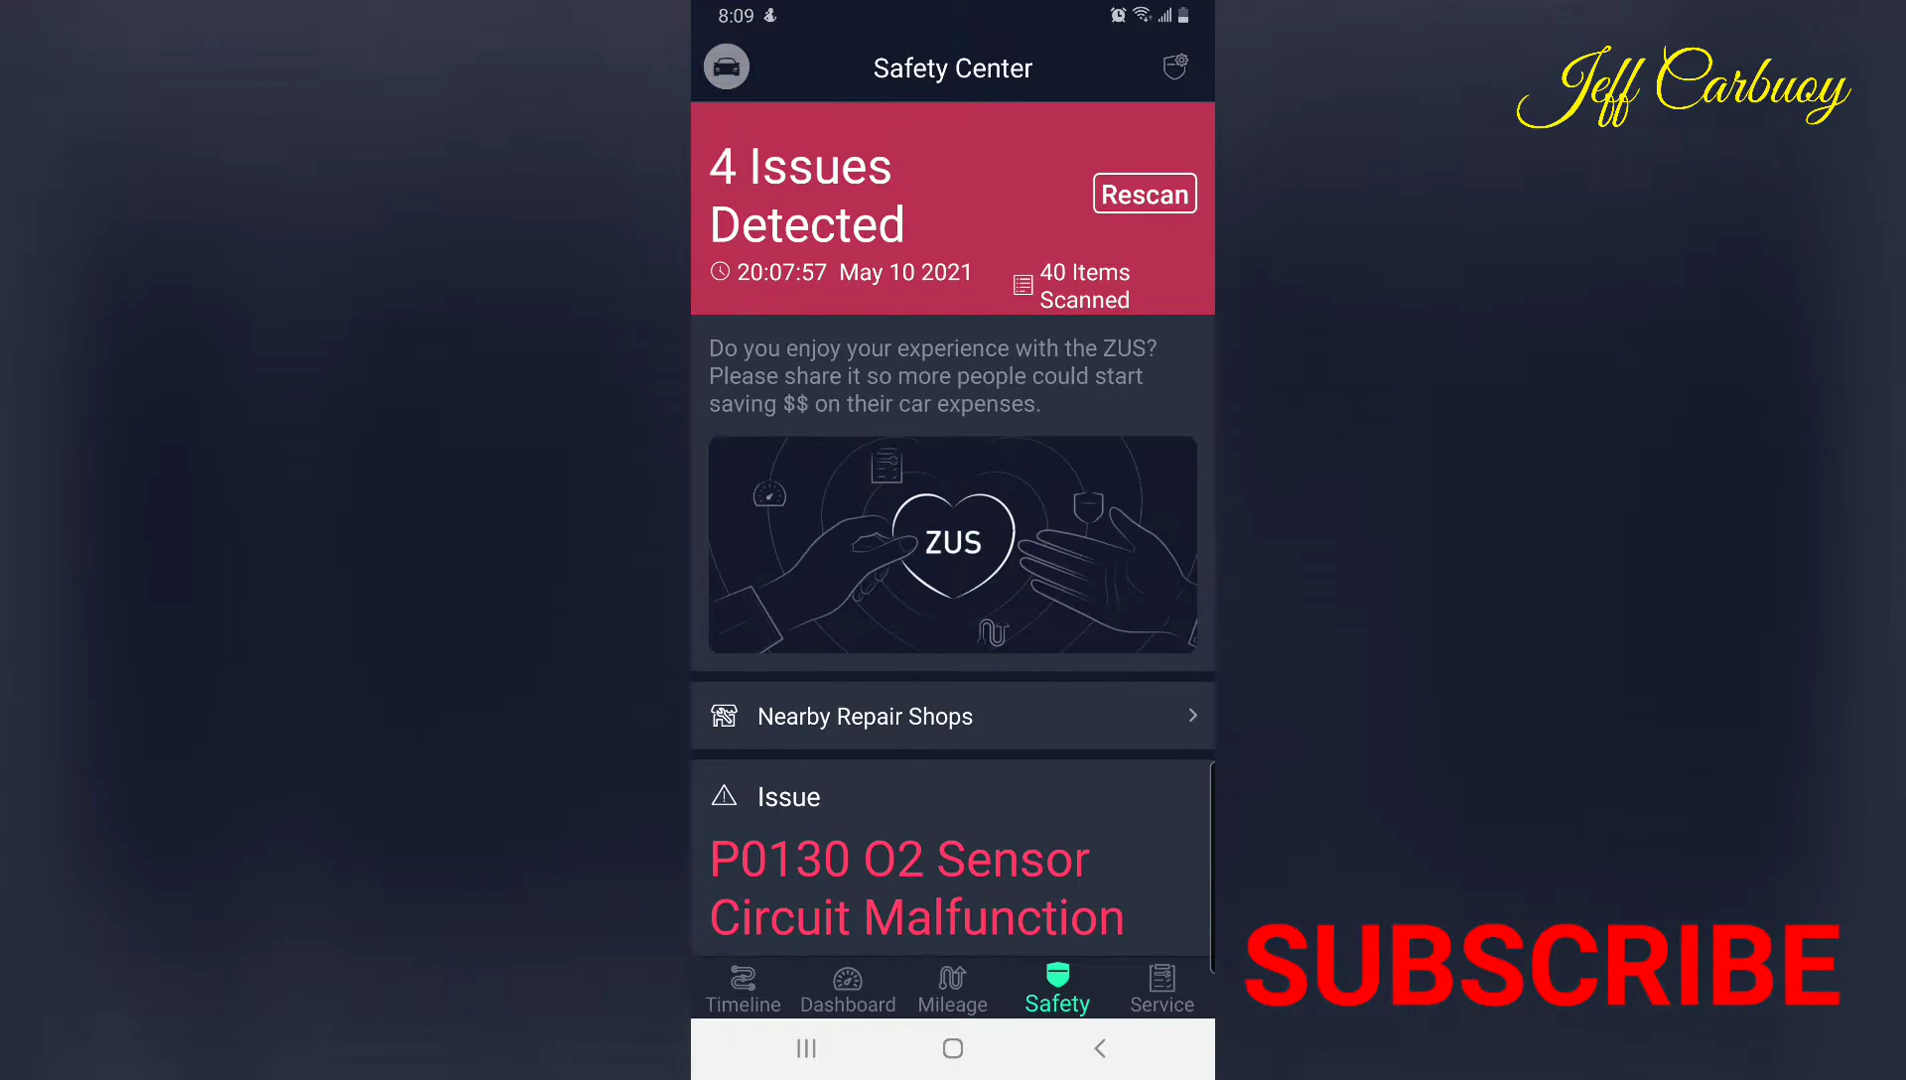 8:09
Safety Center
Jeff Carbuoy
4 Issues
Detected
Rescan
20:07:57 May 10 2021
40 Items
Scanned
Do you enjoy your experience with the ZUS?
Please share it so more people could start
saving $$ on their car expenses.
ZUS
Nearby Repair Shops
Issue
P0130 O2 Sensor
Circuit Malfunction
Timeline Dashboard Mileage Safety Service
SUBSCRIBE